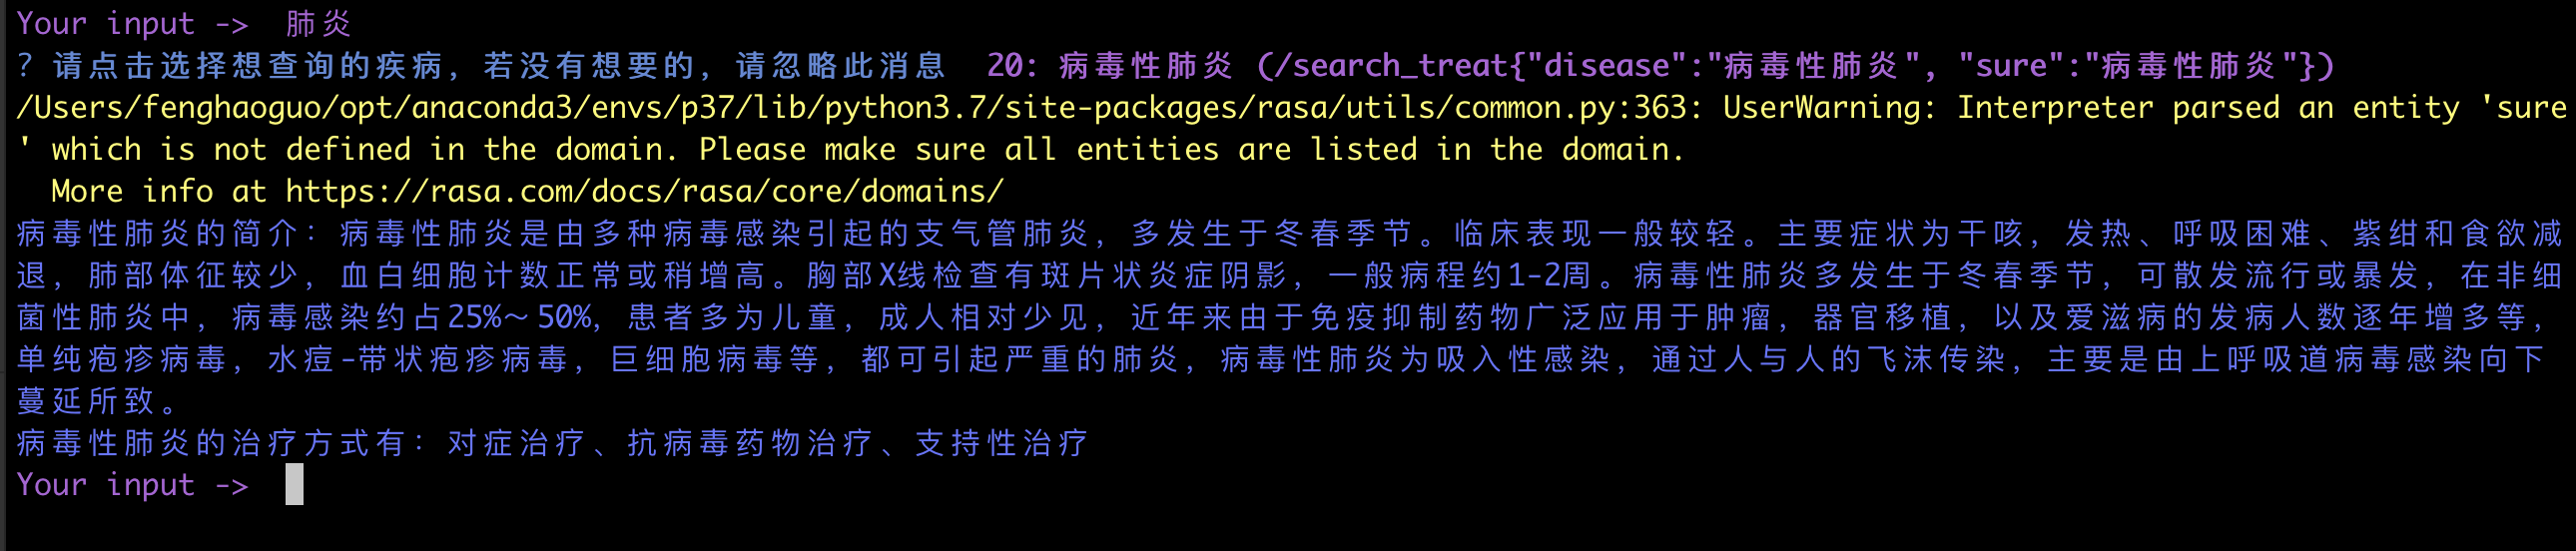 Your input ->  肺炎
? 请点击选择想查询的疾病，若没有想要的，请忽略此消息  20: 病毒性肺炎 (/search_treat{"disease":"病毒性肺炎", "sure":"病毒性肺炎"})
/Users/fenghaoguo/opt/anaconda3/envs/p37/lib/python3.7/site-packages/rasa/utils/common.py:363: UserWarning: Interpreter parsed an entity 'sure
' which is not defined in the domain. Please make sure all entities are listed in the domain.
  More info at https://rasa.com/docs/rasa/core/domains/
病毒性肺炎的简介：病毒性肺炎是由多种病毒感染引起的支气管肺炎，多发生于冬春季节。临床表现一般较轻。主要症状为干咳，发热、呼吸困难、紫绀和食欲减
退，肺部体征较少，血白细胞计数正常或稍增高。胸部X线检查有斑片状炎症阴影，一般病程约1-2周。病毒性肺炎多发生于冬春季节，可散发流行或暴发，在非细
菌性肺炎中，病毒感染约占25%～50%，患者多为儿童，成人相对少见，近年来由于免疫抑制药物广泛应用于肿瘤，器官移植，以及爱滋病的发病人数逐年增多等，
单纯疱疹病毒，水痘-带状疱疹病毒，巨细胞病毒等，都可引起严重的肺炎，病毒性肺炎为吸入性感染，通过人与人的飞沫传染，主要是由上呼吸道病毒感染向下
蔓延所致。
病毒性肺炎的治疗方式有：对症治疗、抗病毒药物治疗、支持性治疗
Your input ->